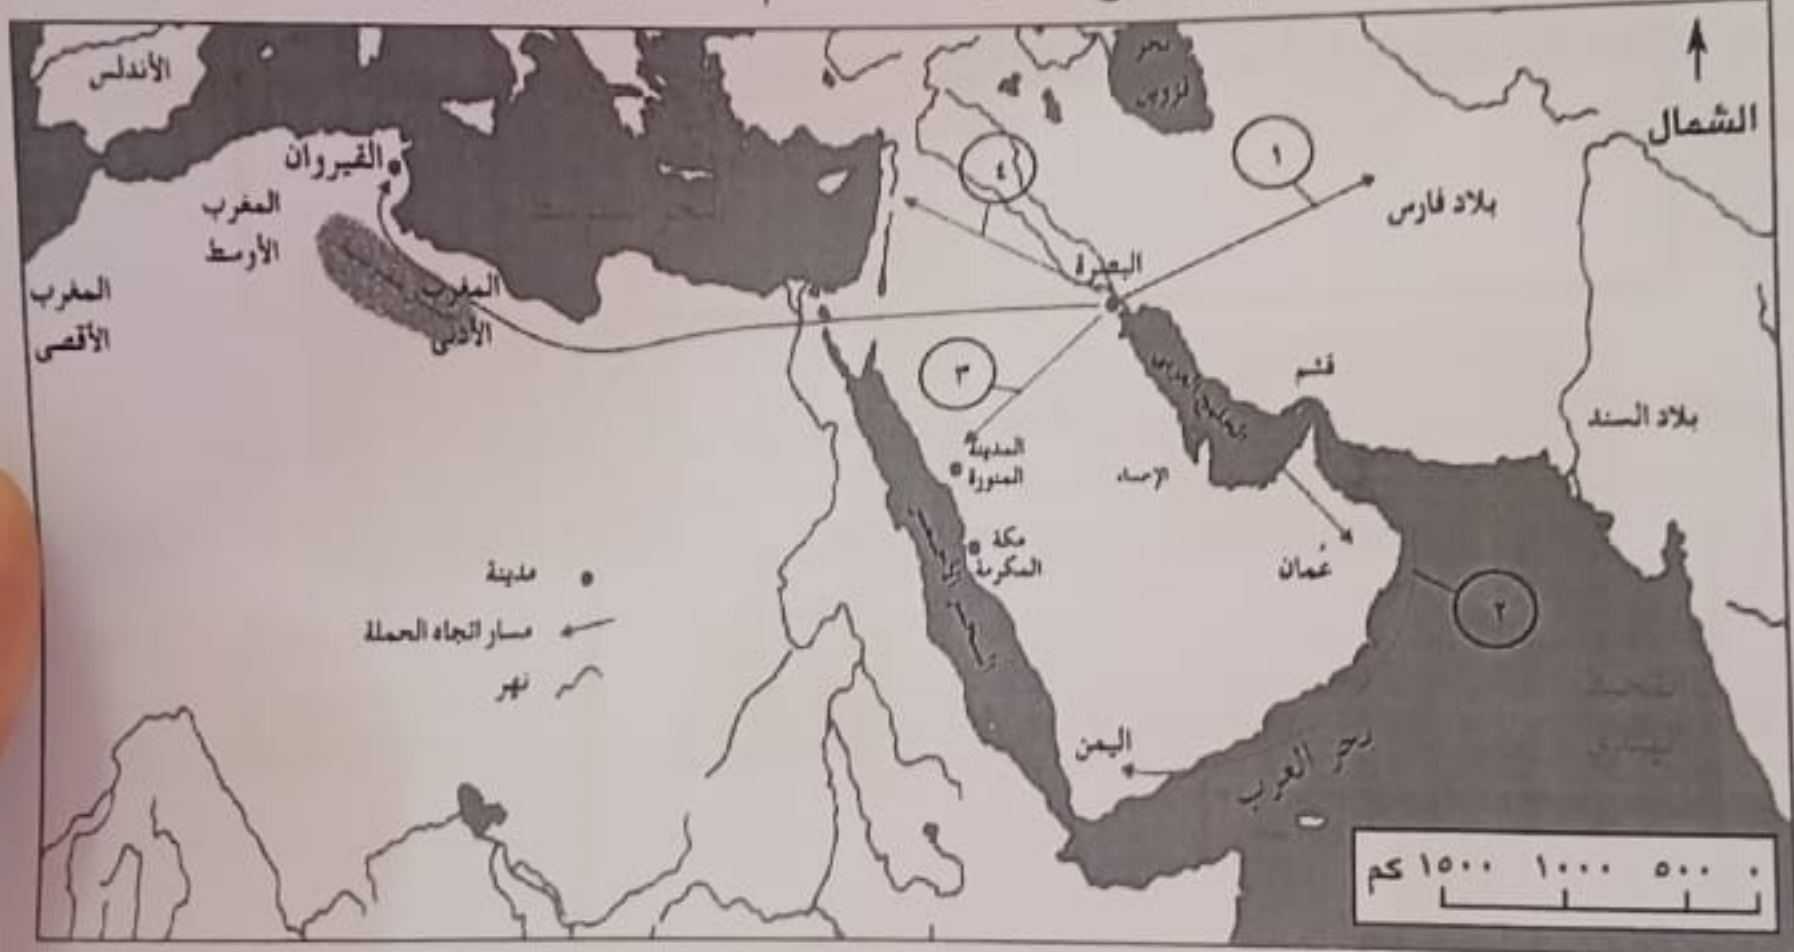 الأندلس
بحر
قزوين
الشمال
١
٤
القيروان
المغرب
الأوسط
بلاد فارس
البصرة
المغرب
الأقصى
المغرب
الأدنى
٣
قشم
بلاد السند
المدينة
المنورة
الإحساء
مكة
المكرمة
عُمان
٢
مدينة
مسار اتجاه الحملة
نهر
اليمن
بحر العرب
٠ ٥٠٠ ١٠٠٠ ١٥٠٠ كم